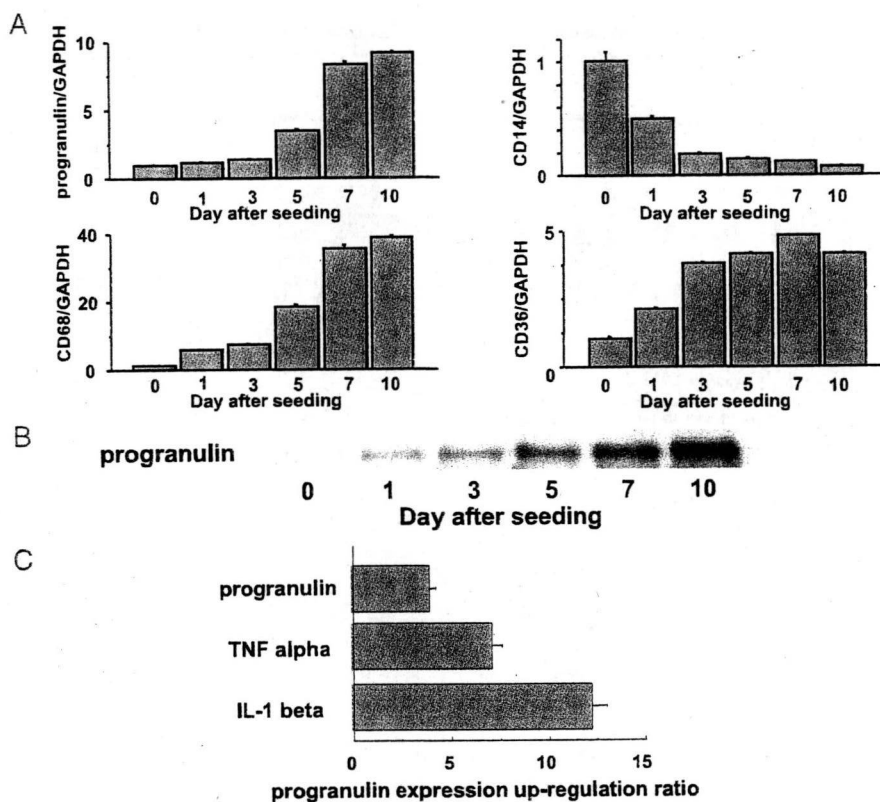 A
progranulin/GAPDH
10
5
0
0 1 3 5 7 10
Day after seeding
CD14/GAPDH
1
0
0 1 3 5 7 10
Day after seeding
CD68/GAPDH
40
20
0
0 1 3 5 7 10
Day after seeding
CD36/GAPDH
5
0
0 1 3 5 7 10
Day after seeding
B
progranulin
0 1 3 5 7 10
Day after seeding
C
progranulin
TNF alpha
IL-1 beta
0 5 10 15
progranulin expression up-regulation ratio